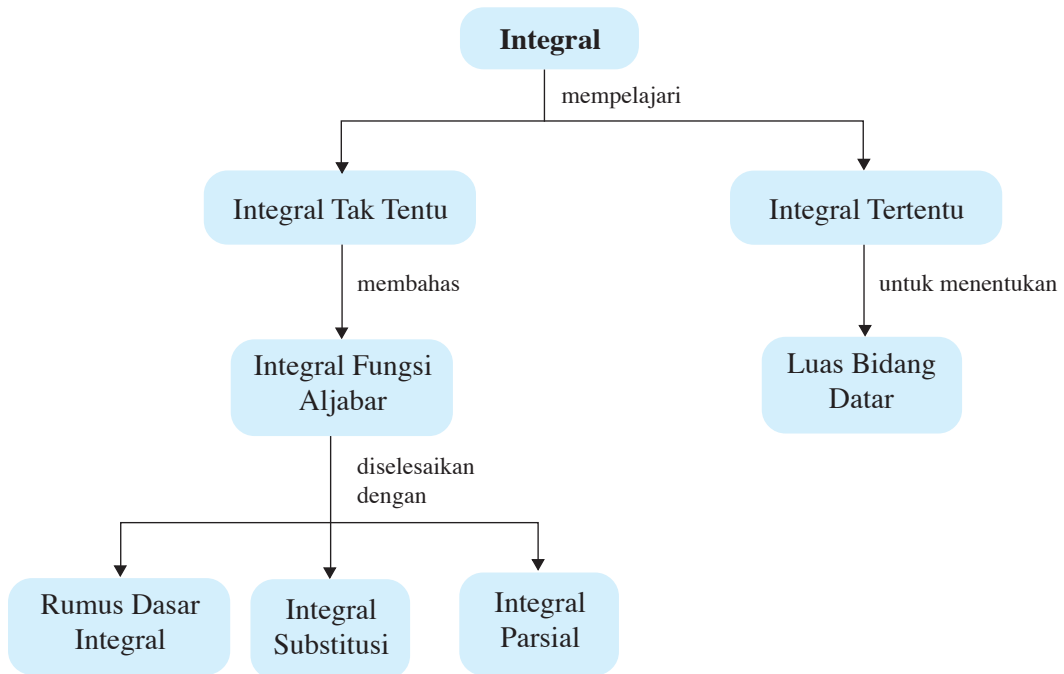 Integral
mempelajari
Integral Tak Tentu
Integral Tertentu
membahas
untuk menentukan
Integral Fungsi
Aljabar
Luas Bidang
Datar
diselesaikan
dengan
Rumus Dasar
Integral
Integral
Substitusi
Integral
Parsial